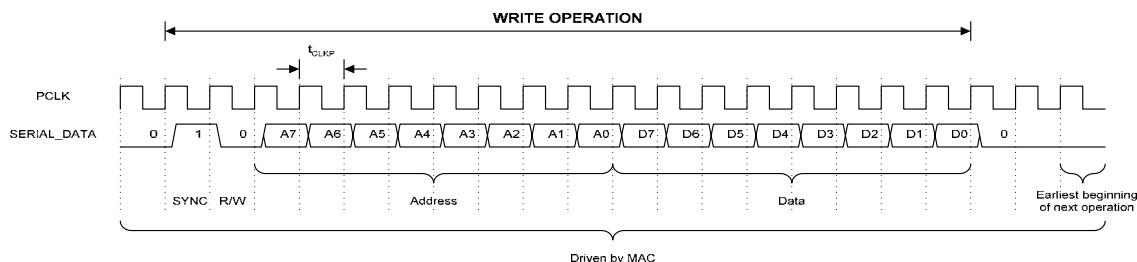 WRITE OPERATION
tCLKP
PCLK
SERIAL_DATA 0 1 0 A7 A6 A5 A4 A3 A2 A1 A0 D7 D6 D5 D4 D3 D2 D1 D0 0
SYNC R/W Address Data Earliest beginning
of next operation
Driven by MAC